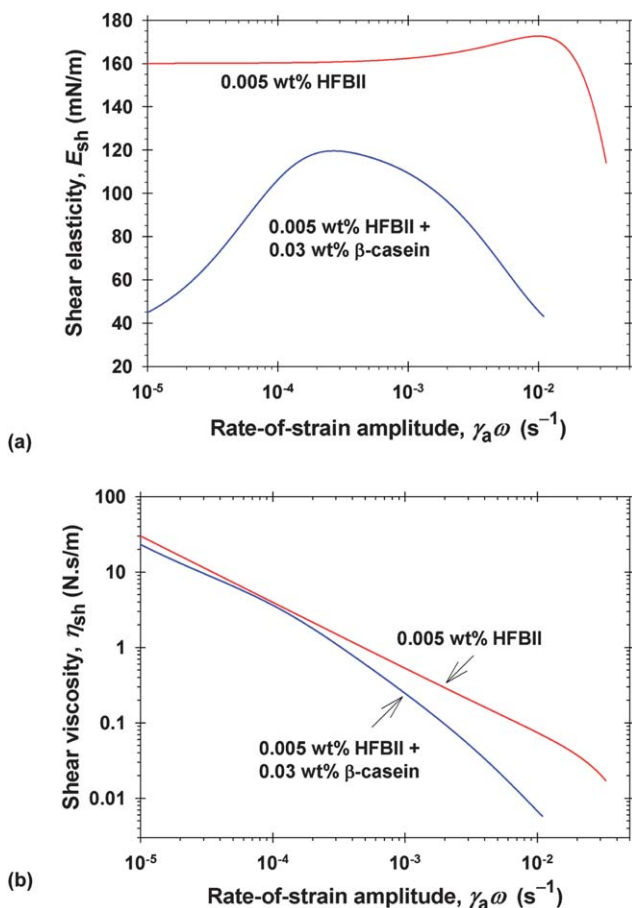 180
160
140
120
100
80
60
40
20
Shear elasticity, Eₛₕ (mN/m)
0.005 wt% HFBII
0.005 wt% HFBII +
0.03 wt% β-casein
10⁻⁵
10⁻⁴
10⁻³
10⁻²
Rate-of-strain amplitude, γₐω (s⁻¹)
(a)
100
10
1
0.1
0.01
Shear viscosity, ηₛₕ (N.s/m)
0.005 wt% HFBII
0.005 wt% HFBII +
0.03 wt% β-casein
10⁻⁵
10⁻⁴
10⁻³
10⁻²
Rate-of-strain amplitude, γₐω (s⁻¹)
(b)